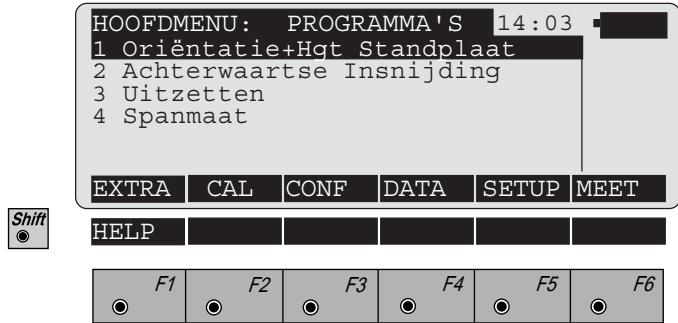 HOOFDMENU: PROGRAMMA'S 14:03
1 Oriëntatie+Hgt Standplaat
2 Achterwaartse Insnijding
3 Uitzetten
4 Spanmaat
EXTRA CAL CONF DATA SETUP MEET
Shift
HELP
F1 F2 F3 F4 F5 F6